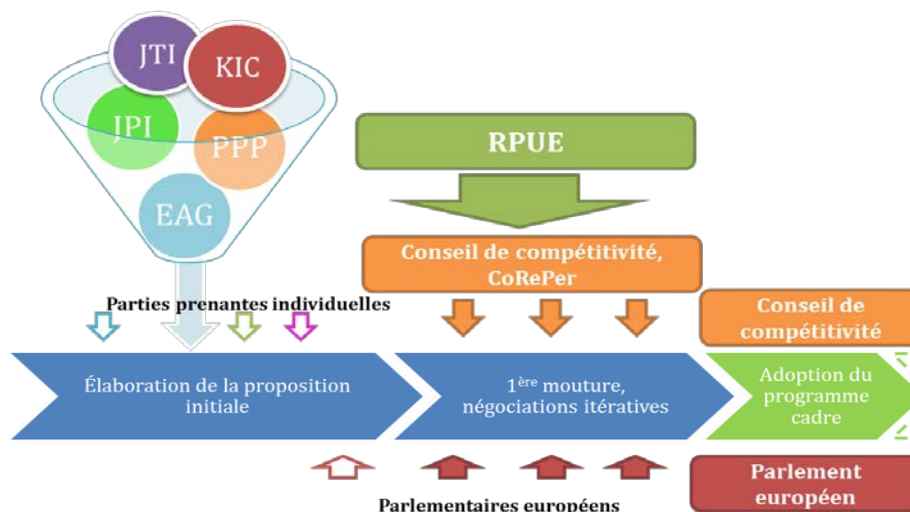 JTI
KIC
JPI
PPP
EAG
RPUE
Conseil de compétitivité,
CoRePer
Parties prenantes individuelles
Conseil de
compétitivité
Élaboration de la proposition
initiale
1ère mouture,
négociations itératives
Adoption du
programme
cadre
Parlementaires européens
Parlement
européen